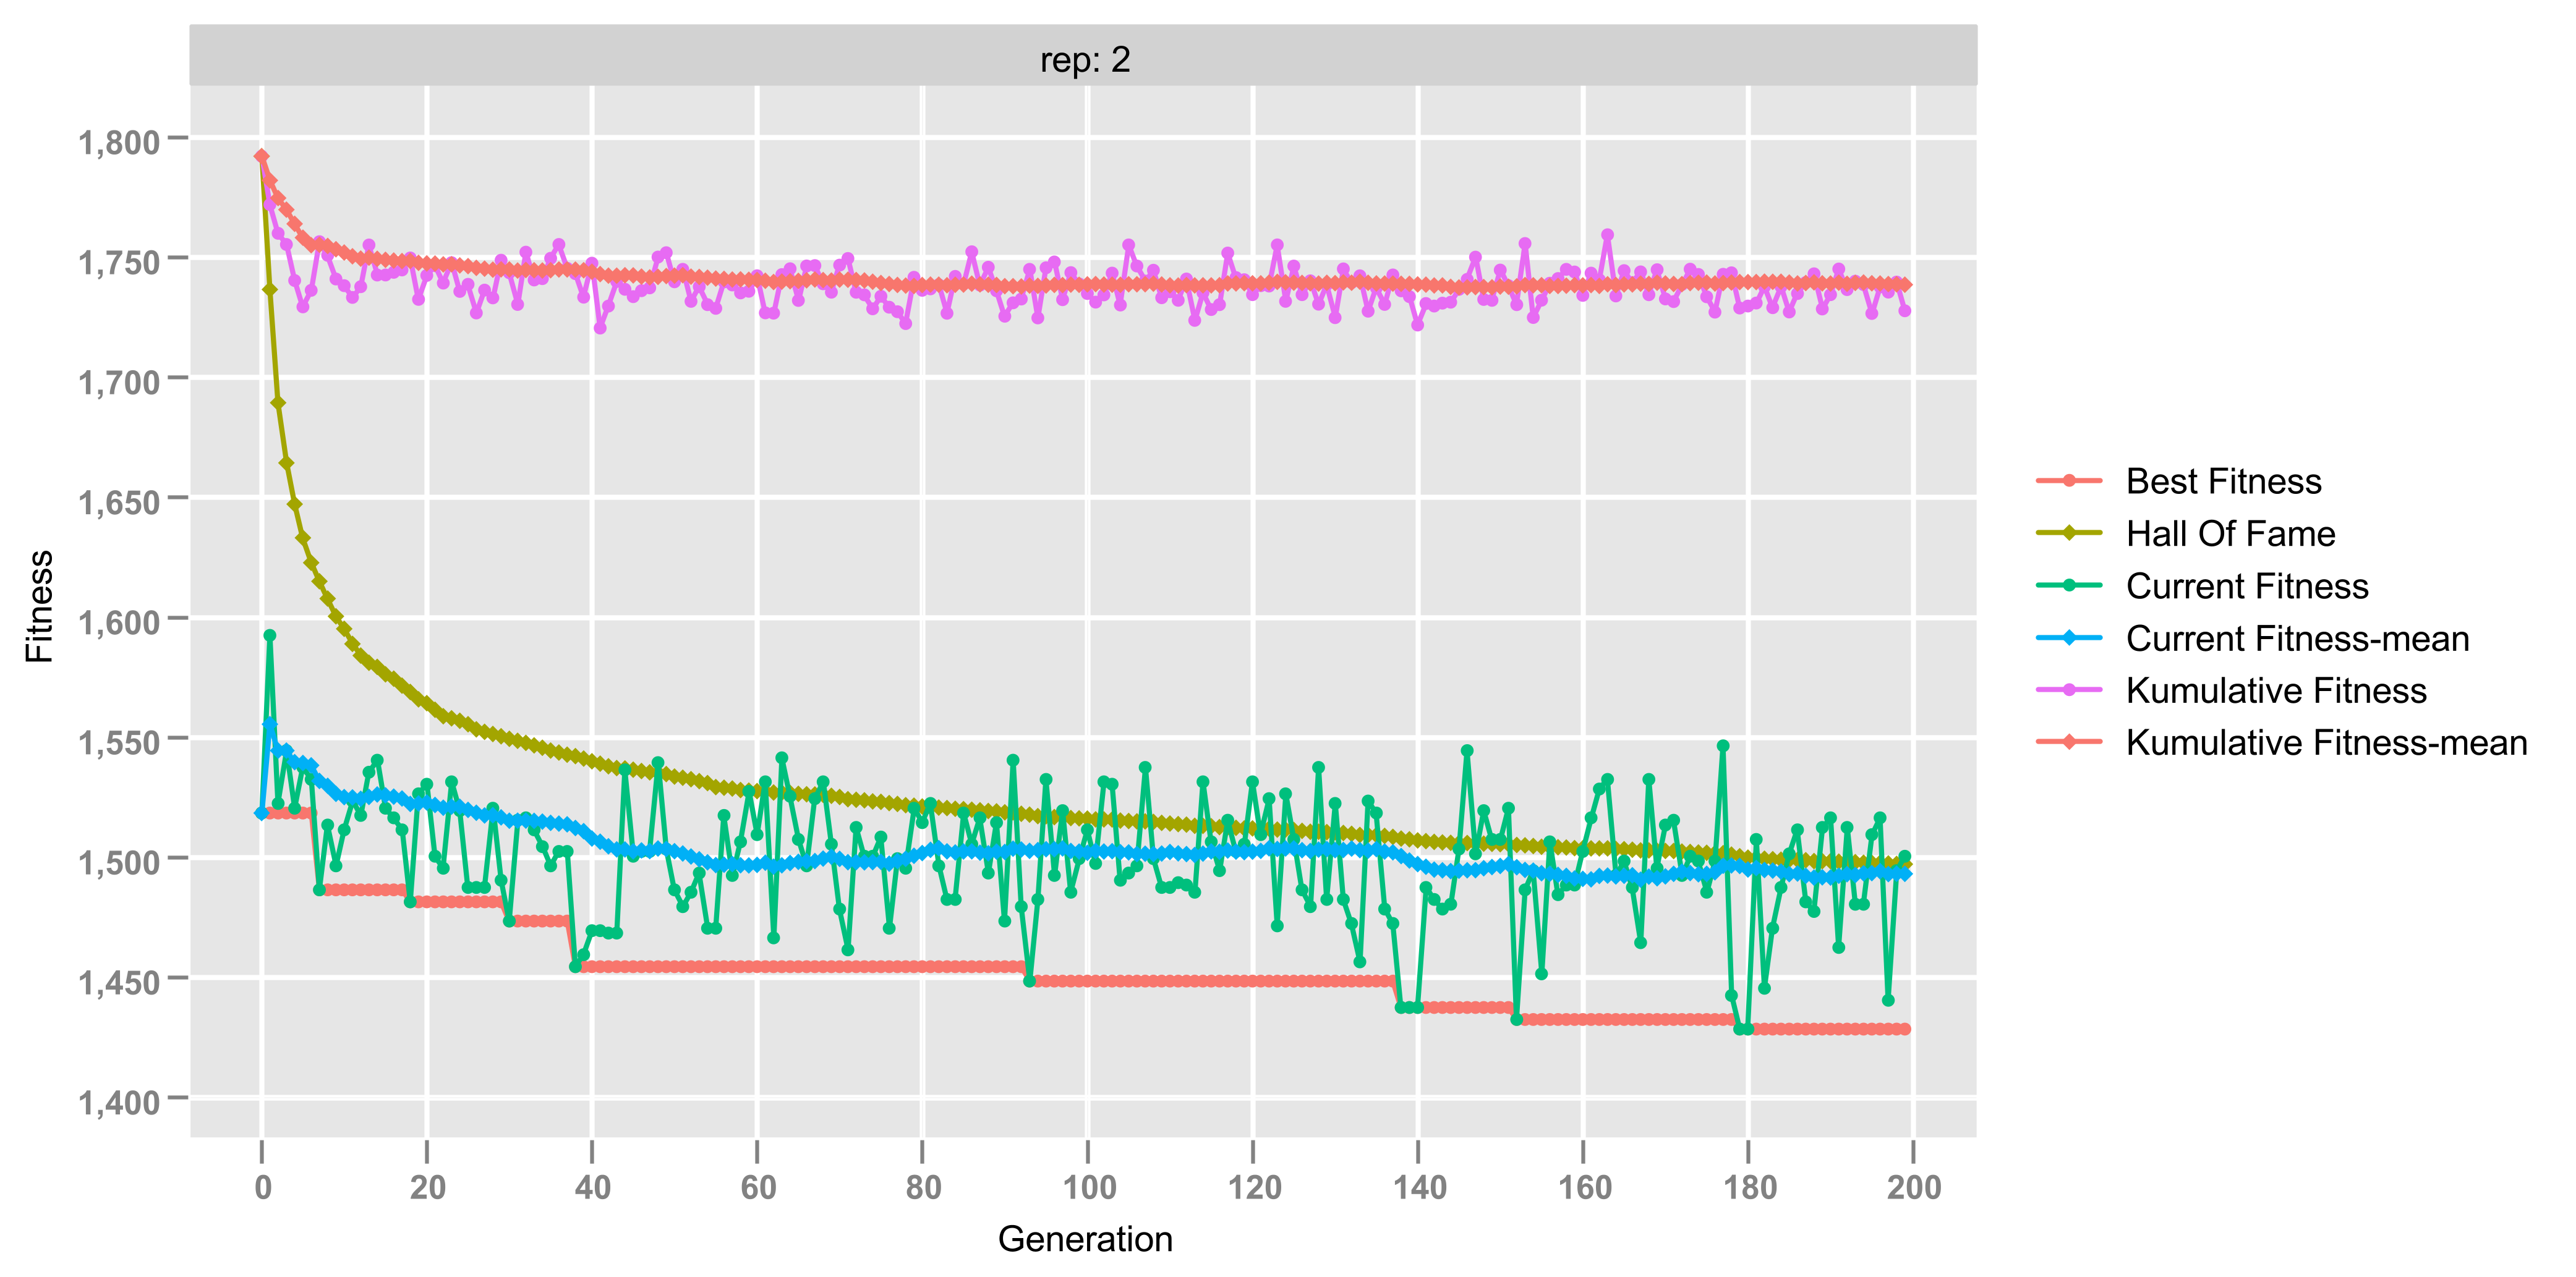 rep: 2
1,800
1,750
1,700
1,650
1,600
1,550
1,500
1,450
1,400
Fitness
0 20 40 60 80 100 120 140 160 180 200
Generation
Best Fitness
Hall Of Fame
Current Fitness
Current Fitness-mean
Kumulative Fitness
Kumulative Fitness-mean